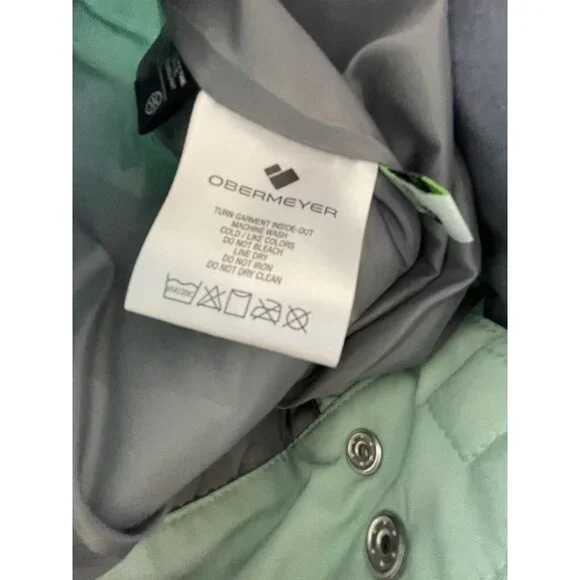 OBERMEYER
TURN GARMENT INSIDE-OUT
MACHINE WASH
COLD / LIKE COLORS
DO NOT BLEACH
LINE DRY
DO NOT IRON
DO NOT DRY CLEAN